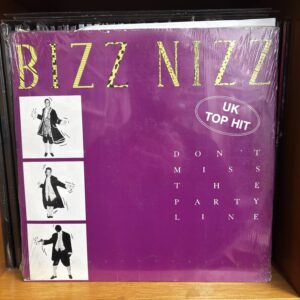 BIZZ NIZZ
UK
TOP HIT
DON'T
MISS
THE
PARTY
LINE